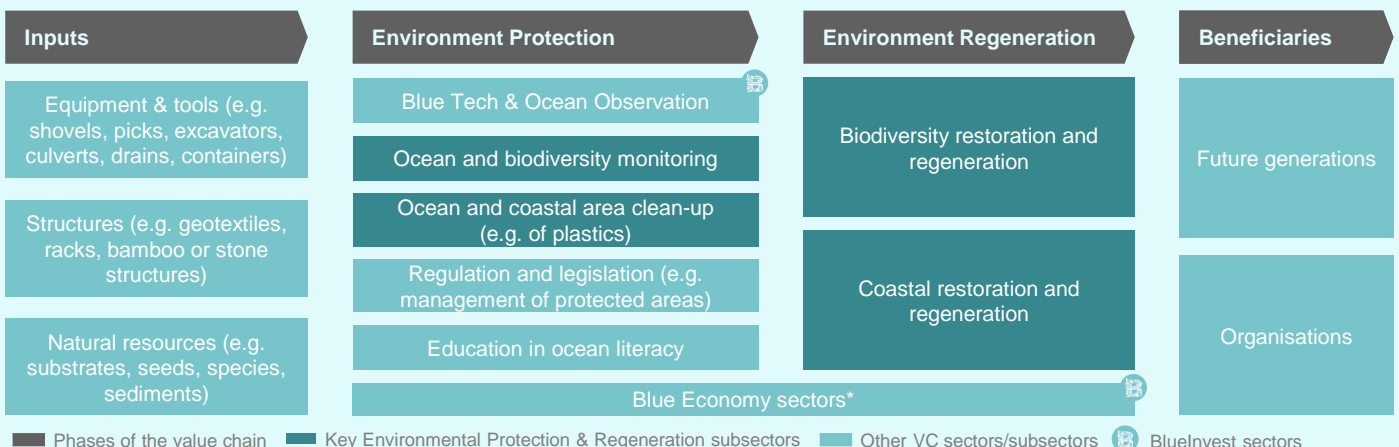 Inputs
Environment Protection
Environment Regeneration
Beneficiaries
Equipment & tools (e.g.
shovels, picks, excavators,
culverts, drains, containers)
Structures (e.g. geotextiles,
racks, bamboo or stone
structures)
Natural resources (e.g.
substrates, seeds, species,
sediments)
Blue Tech & Ocean Observation
Ocean and biodiversity monitoring
Ocean and coastal area clean-up
(e.g. of plastics)
Regulation and legislation (e.g.
management of protected areas)
Education in ocean literacy
Biodiversity restoration and
regeneration
Coastal restoration and
regeneration
Blue Economy sectors*
Future generations
Organisations
Phases of the value chain
Key Environmental Protection & Regeneration subsectors
Other VC sectors/subsectors
BlueInvest sectors